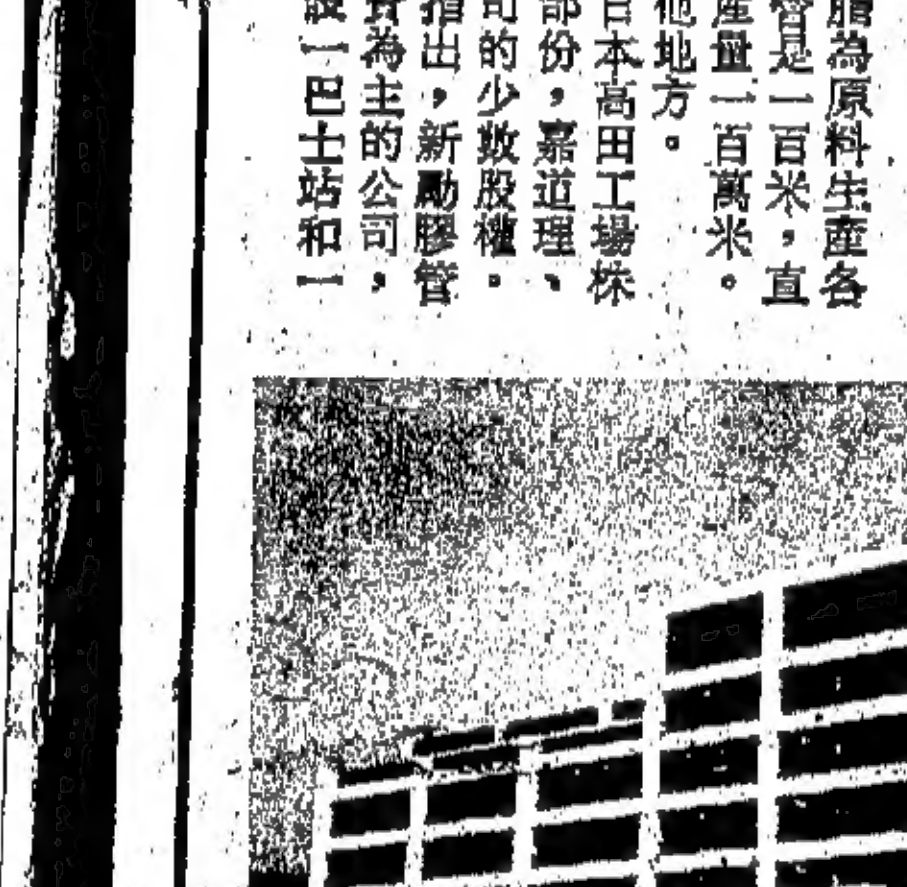 脂為原料生產各
管是一百米，直
產量一百萬米。
他地方。
日本高田工場株
部份，嘉道理、
司的少數股權。
指出，新勵膠管
資為主的公司，
設一巴士站和一